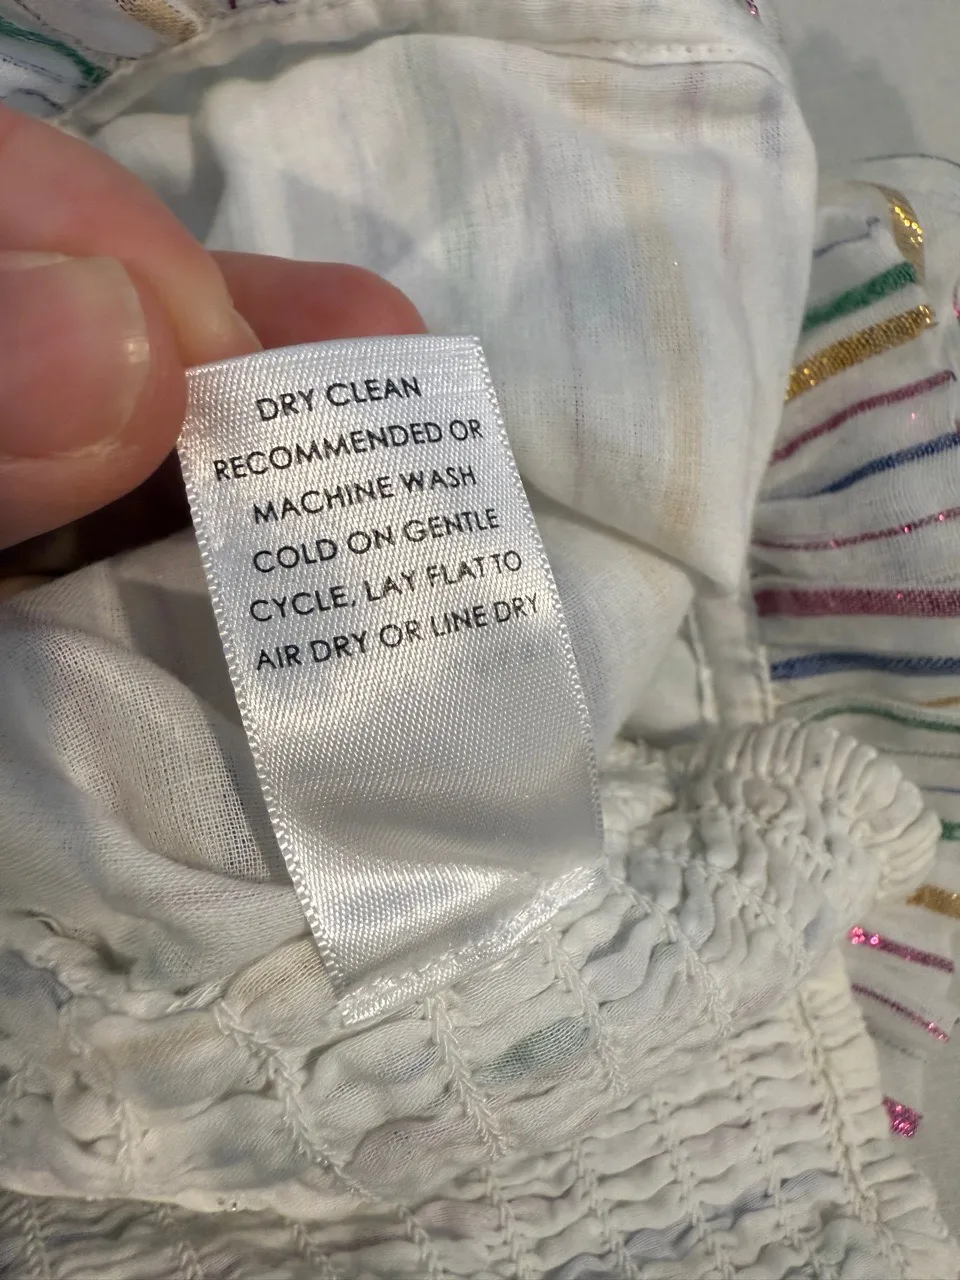 DRY CLEAN
RECOMMENDED OR
MACHINE WASH
COLD ON GENTLE
CYCLE, LAY FLAT TO
AIR DRY OR LINE DRY